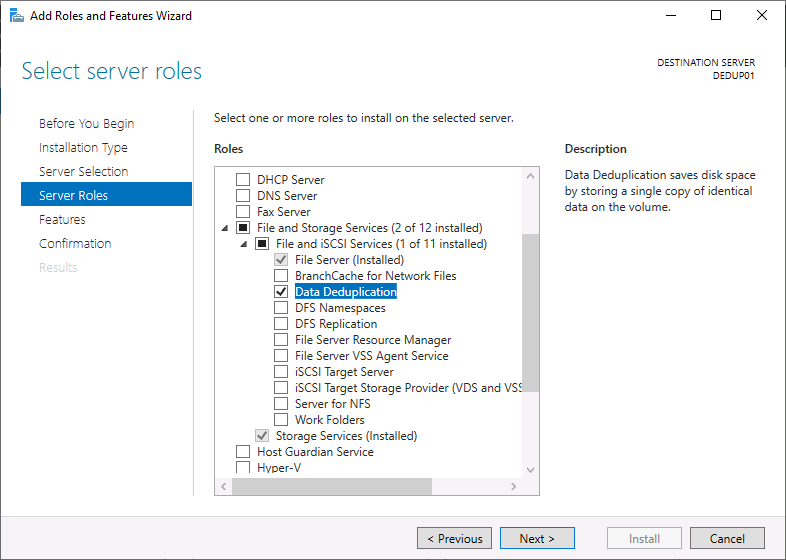 Add Roles and Features Wizard
Select server roles
DESTINATION SERVER
DEDUP01
Before You Begin
Installation Type
Server Selection
Server Roles
Features
Confirmation
Results
Select one or more roles to install on the selected server.
Roles
DHCP Server
DNS Server
Fax Server
File and Storage Services (2 of 12 installed)
File and iSCSI Services (1 of 11 installed)
File Server (Installed)
BranchCache for Network Files
Data Deduplication
DFS Namespaces
DFS Replication
File Server Resource Manager
File Server VSS Agent Service
iSCSI Target Server
iSCSI Target Storage Provider (VDS and VSS
Server for NFS
Work Folders
Storage Services (Installed)
Host Guardian Service
Hyper-V
Description
Data Deduplication saves disk space
by storing a single copy of identical
data on the volume.
< Previous
Next >
Install
Cancel